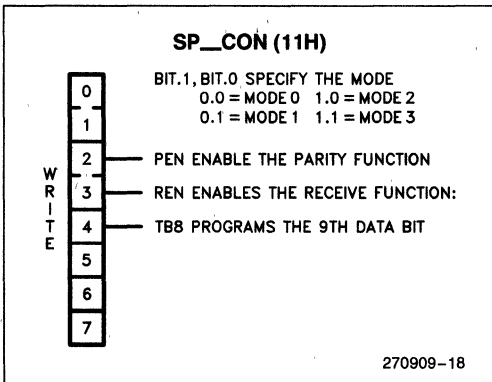 SP__CON (11H)
BIT.1, BIT.0 SPECIFY THE MODE
0.0 = MODE 0 1.0 = MODE 2
0.1 = MODE 1 1.1 = MODE 3
WRITE
0
1
2 PEN ENABLE THE PARITY FUNCTION
3 REN ENABLES THE RECEIVE FUNCTION:
4 TB8 PROGRAMS THE 9TH DATA BIT
5
6
7
270909-18